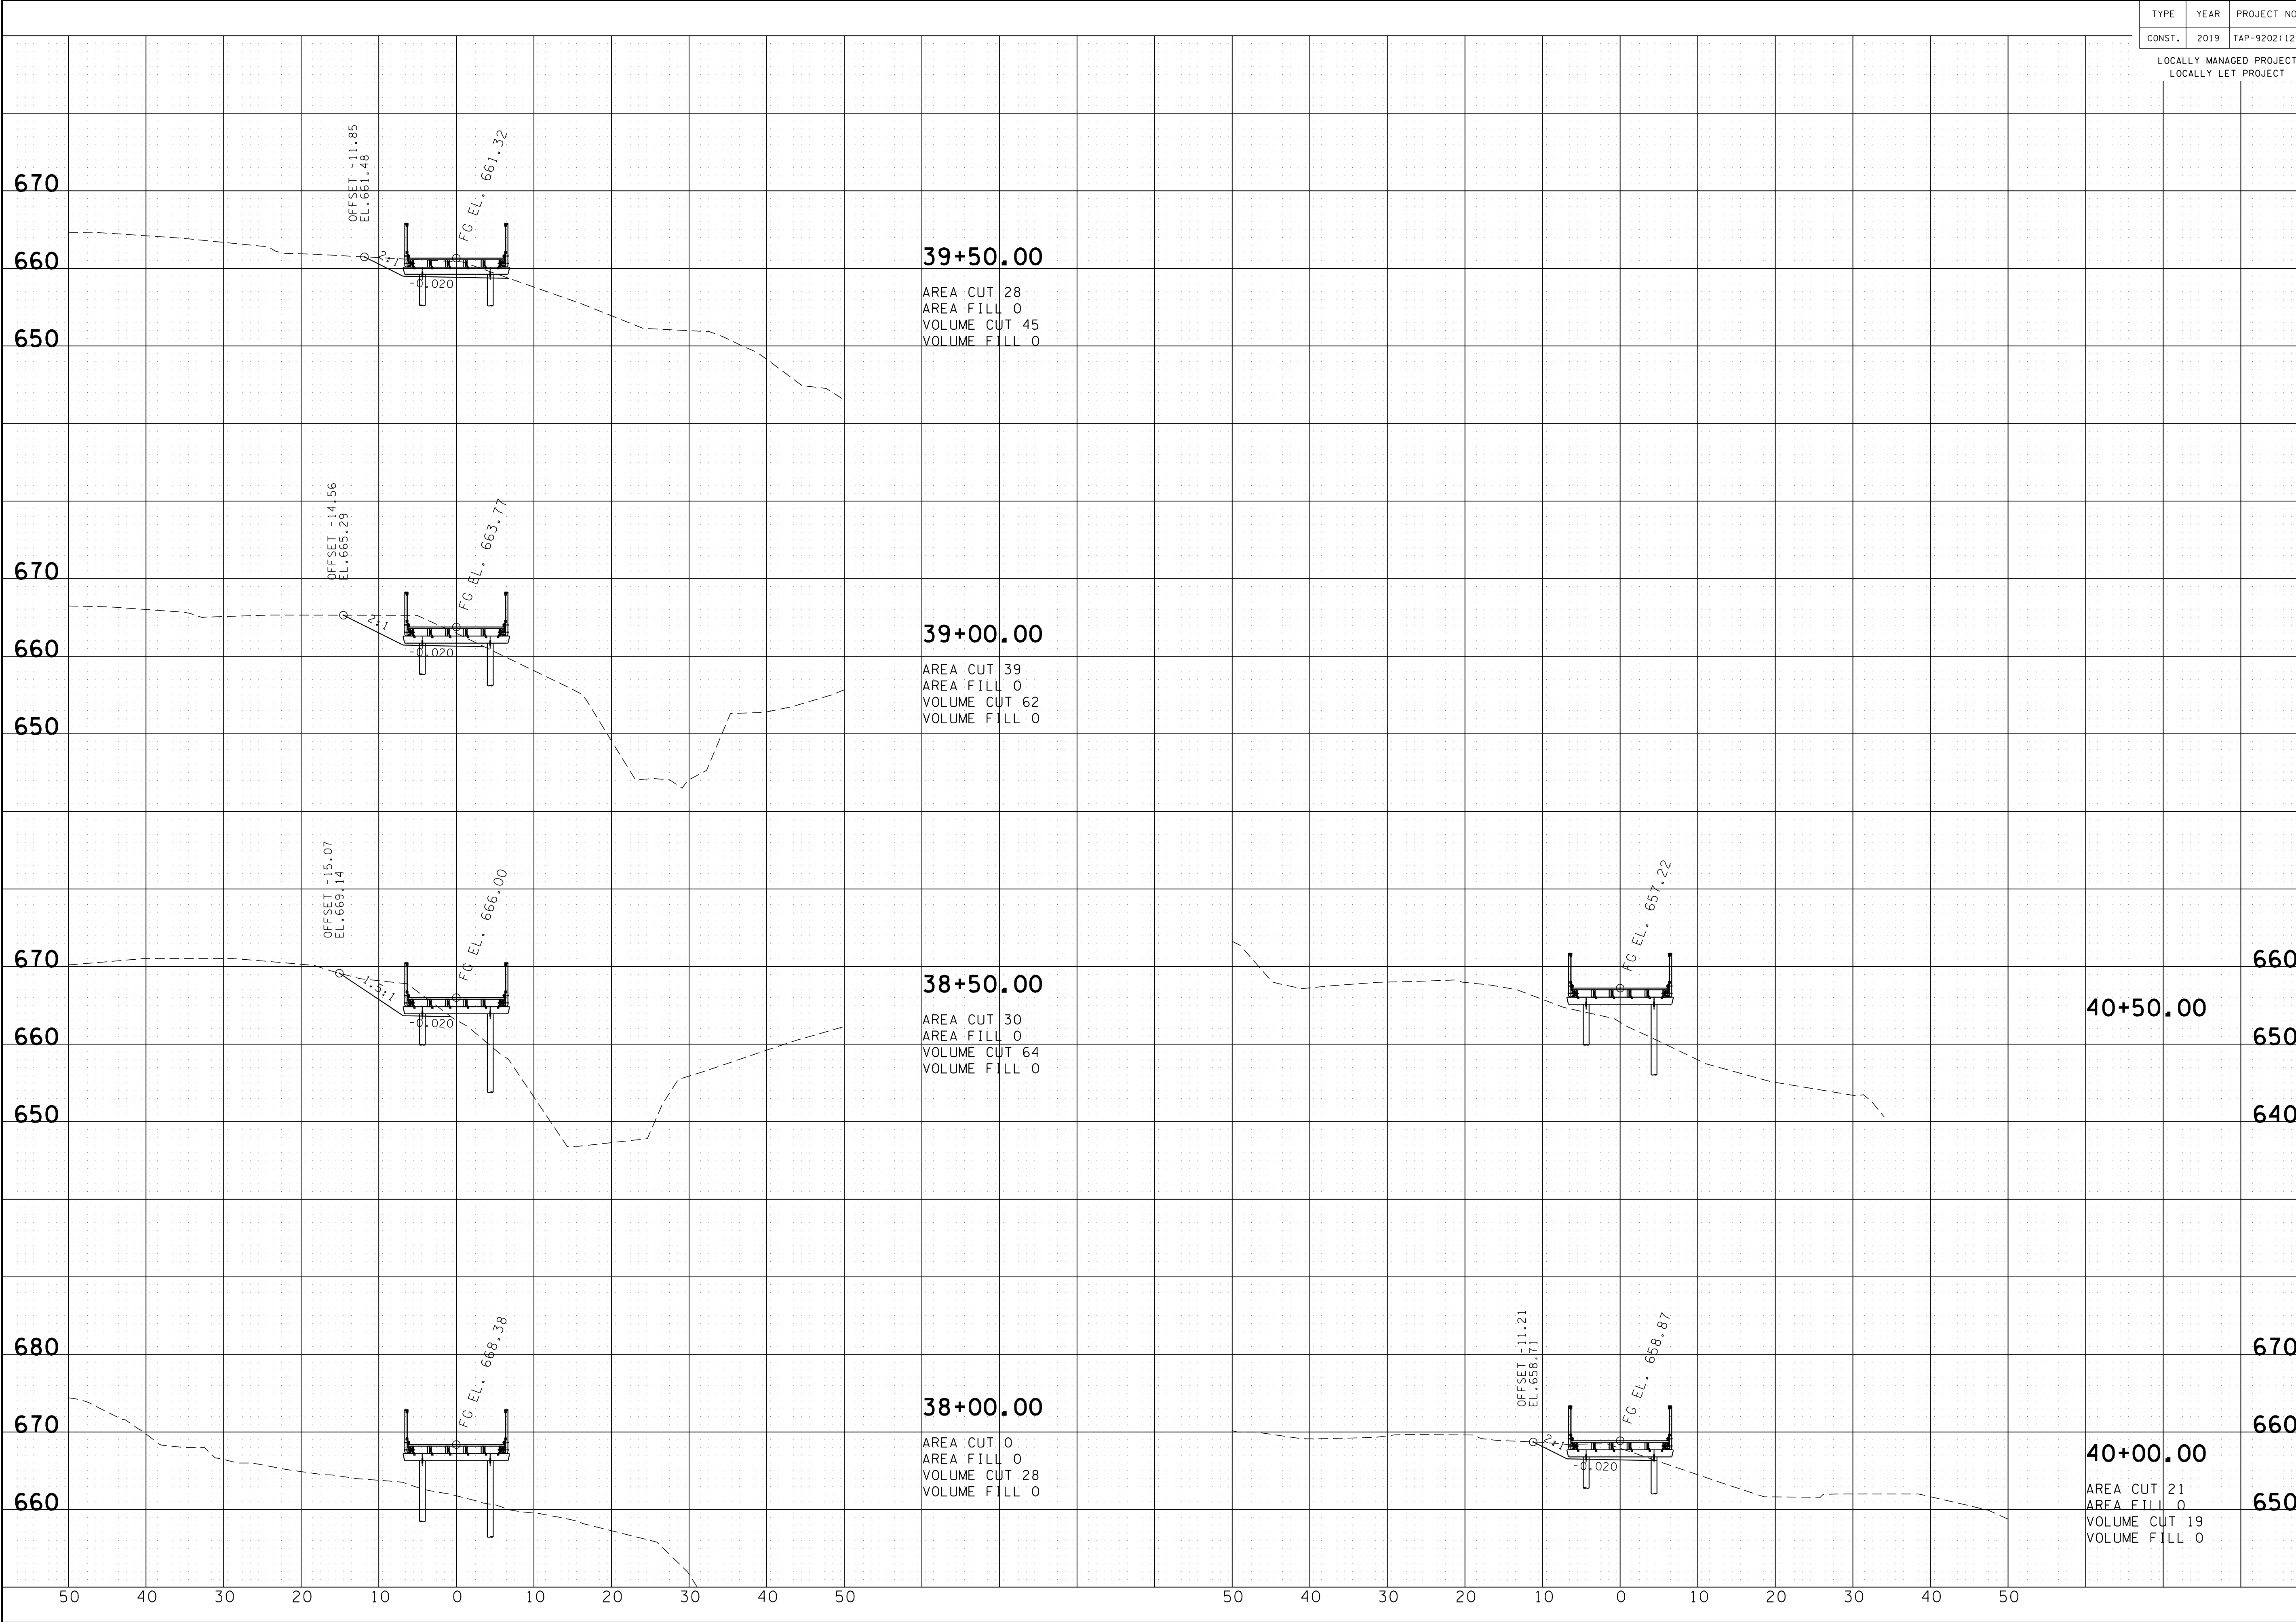 TYPE YEAR PROJECT NO
CONST. 2019 TAP-9202(12
LOCALLY MANAGED PROJECT
LOCALLY LET PROJECT
OFFSET -11.85
EL.661.48
FG EL. 661.32
670
660
650
2:1
-0.020
39+50.00
AREA CUT 28
AREA FILL 0
VOLUME CUT 45
VOLUME FILL 0
OFFSET -14.56
EL.665.29
FG EL. 663.77
670
660
650
2:1
-0.020
39+00.00
AREA CUT 39
AREA FILL 0
VOLUME CUT 62
VOLUME FILL 0
OFFSET -15.07
EL.669.14
FG EL. 666.00
670
660
650
1.5:1
-0.020
38+50.00
AREA CUT 30
AREA FILL 0
VOLUME CUT 64
VOLUME FILL 0
FG EL. 668.38
680
670
660
38+00.00
AREA CUT 0
AREA FILL 0
VOLUME CUT 28
VOLUME FILL 0
50 40 30 20 10 0 10 20 30 40 50
FG EL. 657.22
660
650
640
40+50.00
OFFSET -11.21
EL.658.71
FG EL. 658.87
670
660
650
2:1
-0.020
40+00.00
AREA CUT 21
AREA FILL 0
VOLUME CUT 19
VOLUME FILL 0
50 40 30 20 10 0 10 20 30 40 50